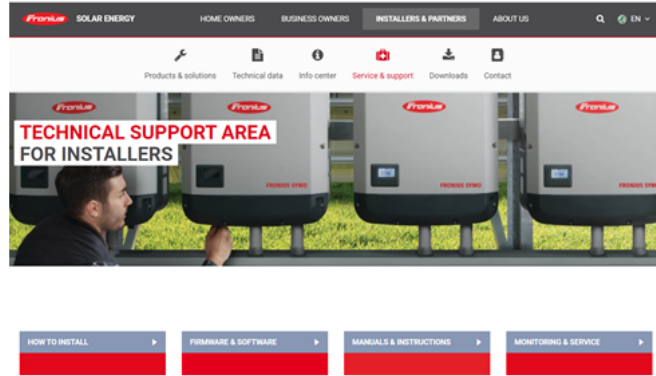 Fronius SOLAR ENERGY HOME OWNERS BUSINESS OWNERS INSTALLERS & PARTNERS ABOUT US EN
Products & solutions Technical data Info center Service & support Downloads Contact
Fronius Fronius Fronius Fronius
TECHNICAL SUPPORT AREA
FOR INSTALLERS
FRONIUS SYMO FRONIUS SYMO FRONIUS SYMO
HOW TO INSTALL FIRMWARE & SOFTWARE MANUALS & INSTRUCTIONS MONITORING & SERVICE